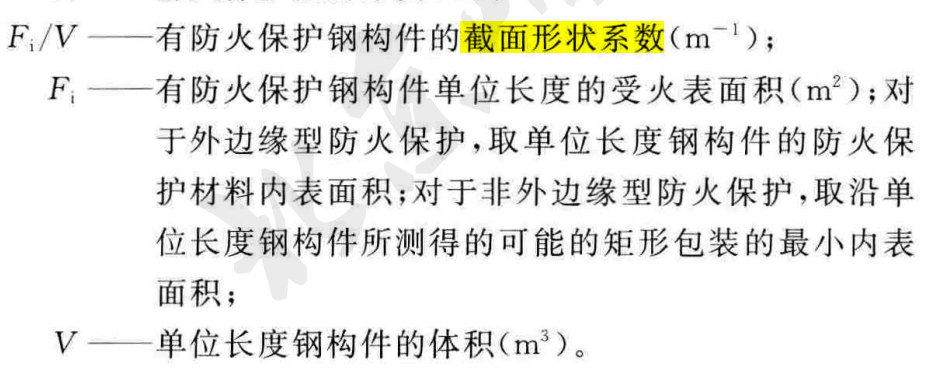 Fᵢ/V ——有防火保护钢构件的截面形状系数(m⁻¹);
Fᵢ ——有防火保护钢构件单位长度的受火表面积(m²);对
于外边缘型防火保护,取单位长度钢构件的防火保
护材料内表面积;对于非外边缘型防火保护,取沿单
位长度钢构件所测得的可能的矩形包装的最小内表
面积;
V ——单位长度钢构件的体积(m³)。